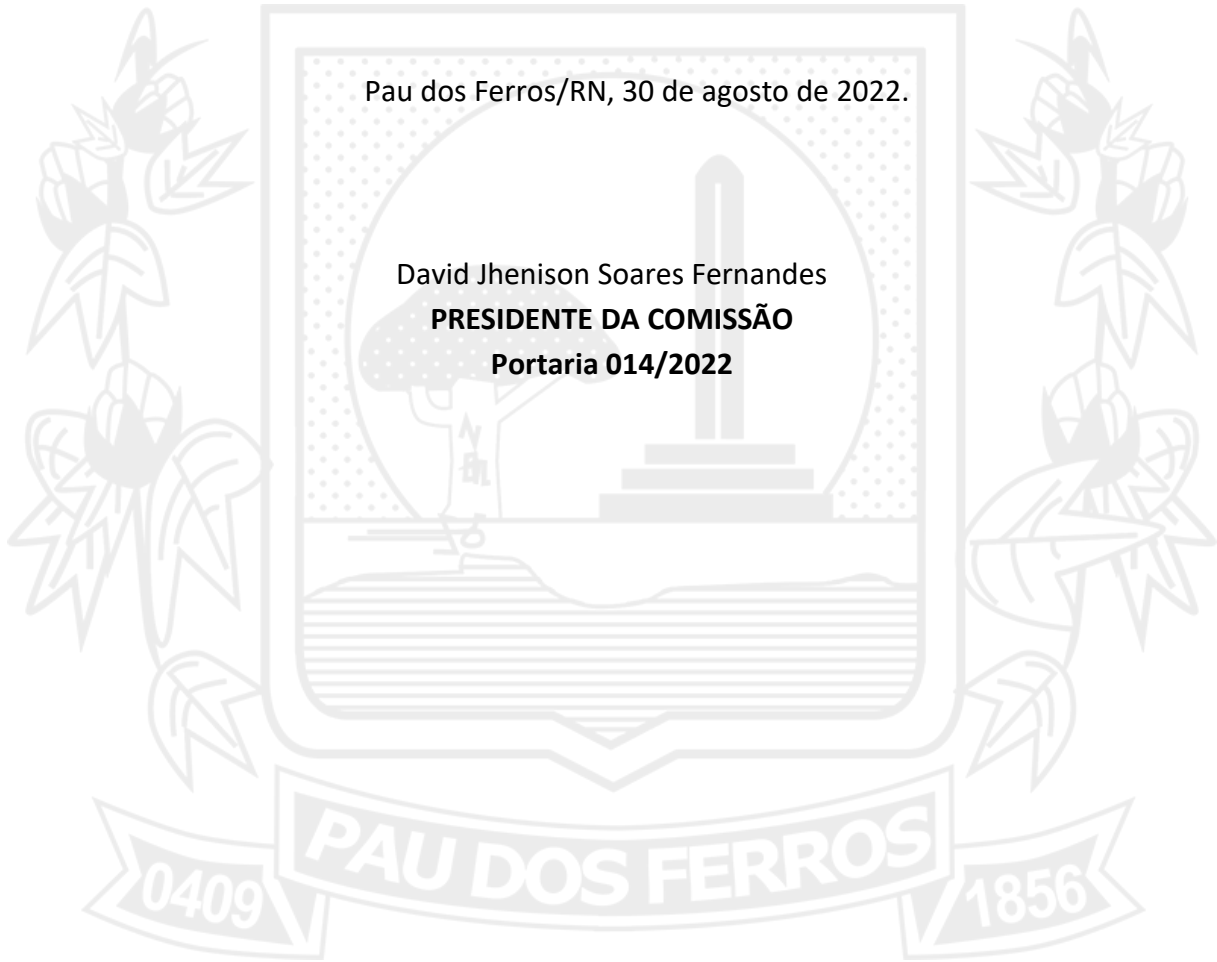 Pau dos Ferros/RN, 30 de agosto de 2022.
David Jhenison Soares Fernandes
PRESIDENTE DA COMISSÃO
Portaria 014/2022
PAU DOS FERROS
0409
1856